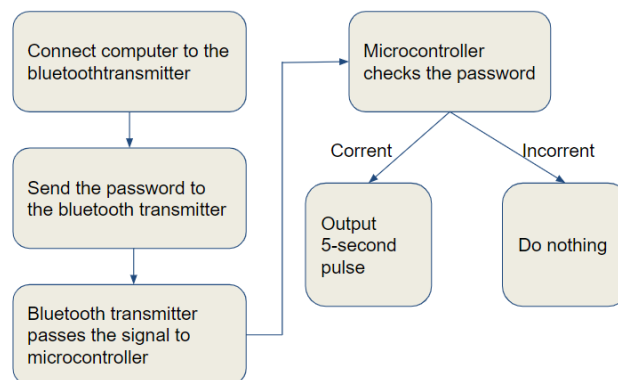 Connect computer to the
bluetoothtransmitter
Send the password to
the bluetooth transmitter
Bluetooth transmitter
passes the signal to
microcontroller
Microcontroller
checks the password
Corrent
Incorrent
Output
5-second
pulse
Do nothing